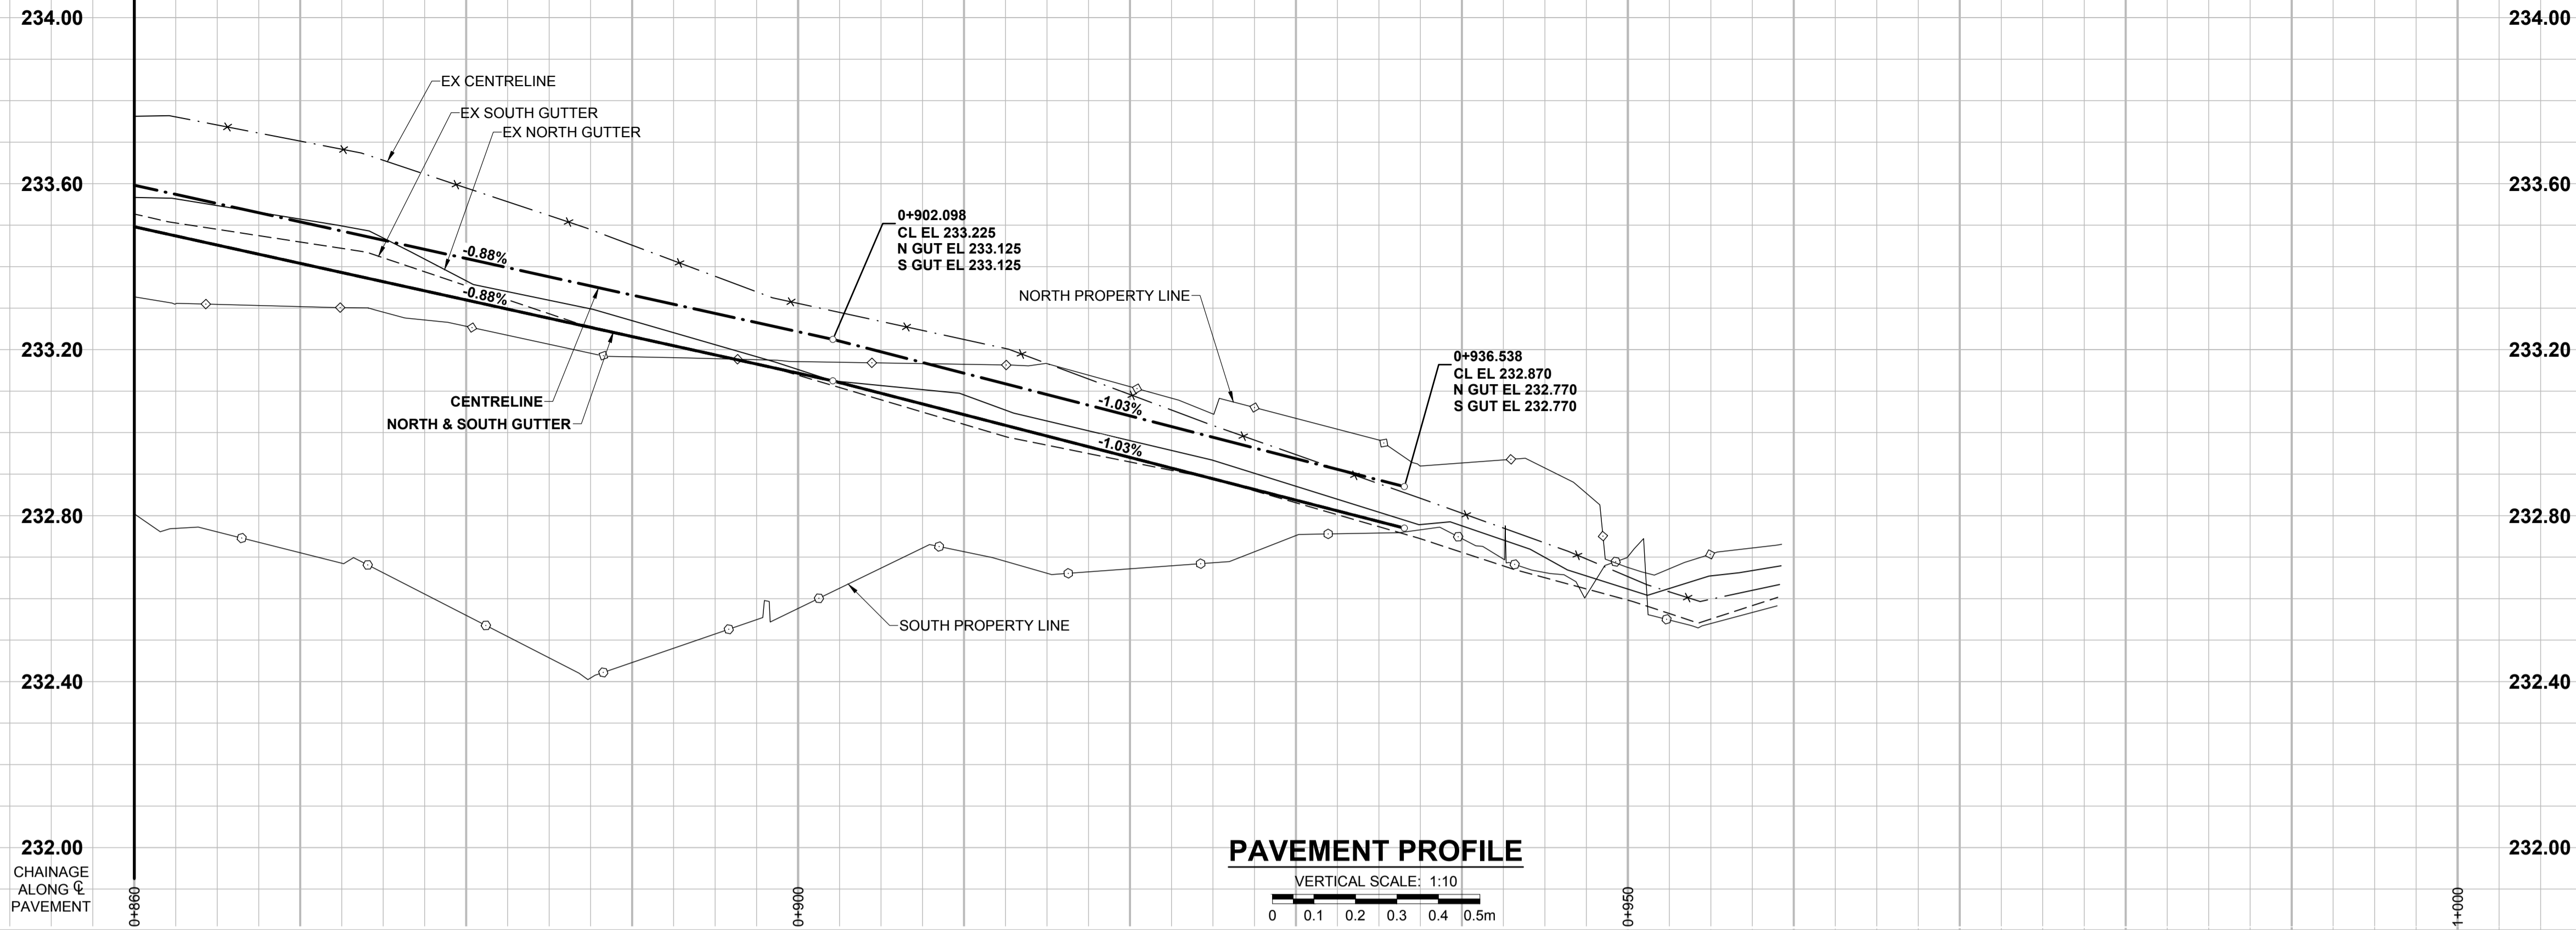 234.00
234.00
EX CENTRELINE
EX SOUTH GUTTER
EX NORTH GUTTER
233.60
233.60
0+902.098
CL EL 233.225
N GUT EL 233.125
S GUT EL 233.125
-0.88%
-0.88%
NORTH PROPERTY LINE
233.20
233.20
0+936.538
CL EL 232.870
N GUT EL 232.770
S GUT EL 232.770
CENTRELINE
NORTH & SOUTH GUTTER
-1.03%
-1.03%
232.80
232.80
SOUTH PROPERTY LINE
232.40
232.40
232.00
232.00
PAVEMENT PROFILE
VERTICAL SCALE: 1:10
0 0.1 0.2 0.3 0.4 0.5m
CHAINAGE
ALONG ℄
PAVEMENT
0+860
0+900
0+950
1+000